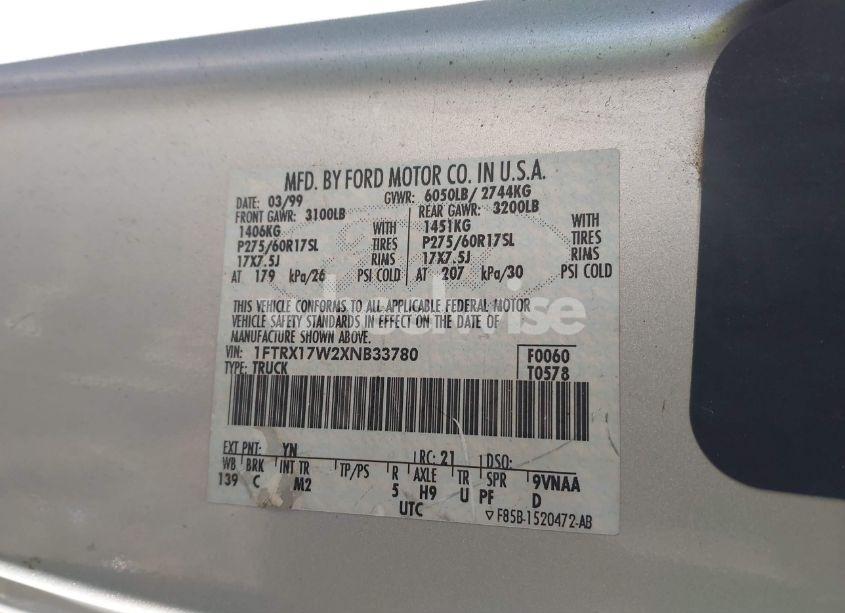 MFD. BY FORD MOTOR CO. IN U.S.A.
DATE: 03/99 GVWR: 6050LB/ 2744KG
FRONT GAWR: 3100LB REAR GAWR: 3200LB
1406KG WITH 1451KG WITH
P275/60R17SL TIRES P275/60R17SL TIRES
17X7.5J RIMS 17X7.5J RIMS
AT 179 kPa/26 PSI COLD AT 207 kPa/30 PSI COLD
THIS VEHICLE CONFORMS TO ALL APPLICABLE FEDERAL MOTOR
VEHICLE SAFETY STANDARDS IN EFFECT ON THE DATE OF
MANUFACTURE SHOWN ABOVE.
VIN: 1FTRX17W2XNB33780 F0060
TYPE: TRUCK T0578
EXT PNT: YN RC: 21 DSO:
WB BRK INT TR TP/PS R AXLE TR SPR 9VNAA
139 C M2 5 H9 U PF D
UTC ▽F85B-1520472-AB